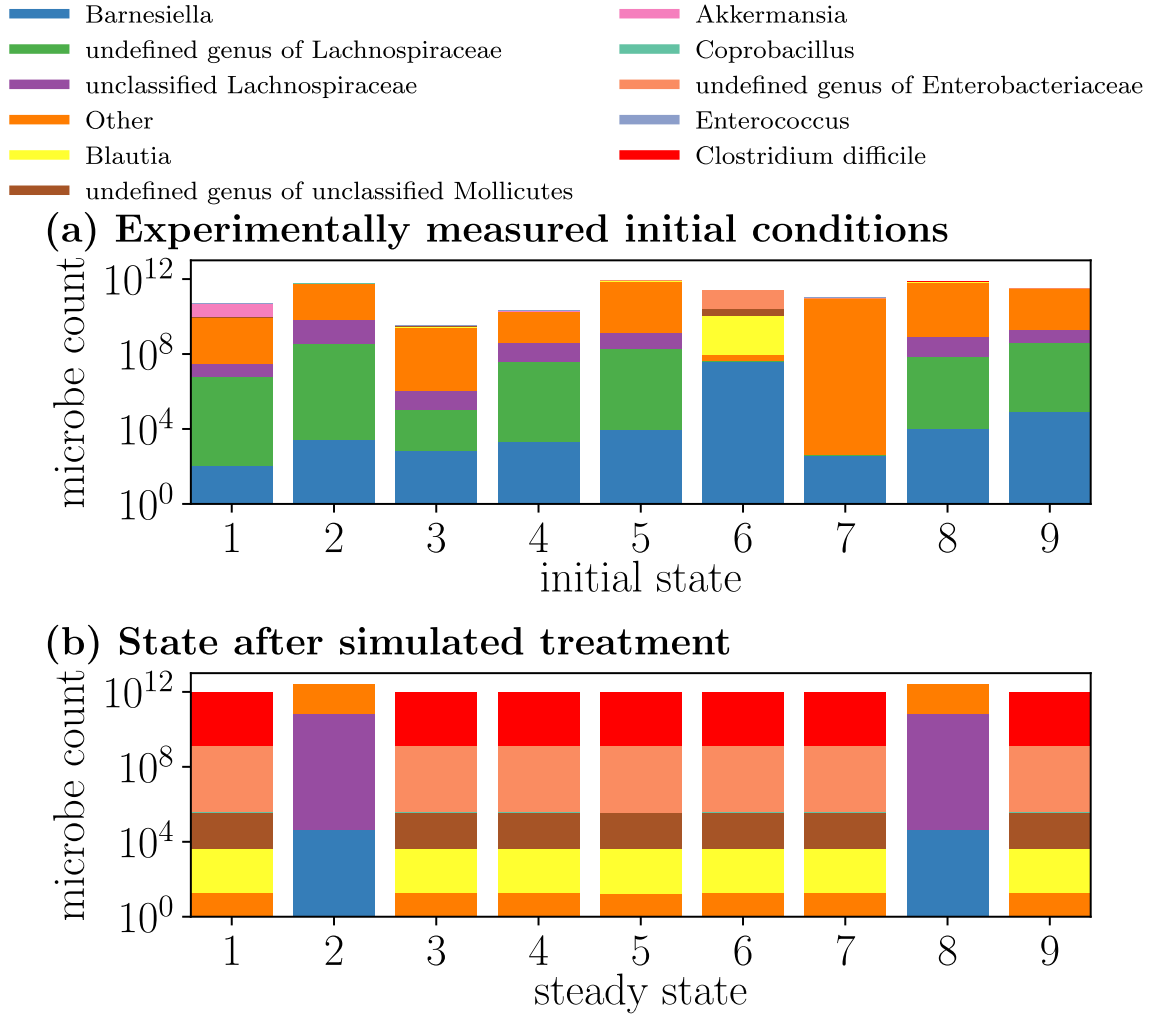 Barnesiella
undefined genus of Lachnospiraceae
unclassified Lachnospiraceae
Other
Blautia
undefined genus of unclassified Mollicutes
Akkermansia
Coprobacillus
undefined genus of Enterobacteriaceae
Enterococcus
Clostridium difficile
(a) Experimentally measured initial conditions
microbe count
10^12
10^8
10^4
10^0
1 2 3 4 5 6 7 8 9
initial state
(b) State after simulated treatment
microbe count
10^12
10^8
10^4
10^0
1 2 3 4 5 6 7 8 9
steady state